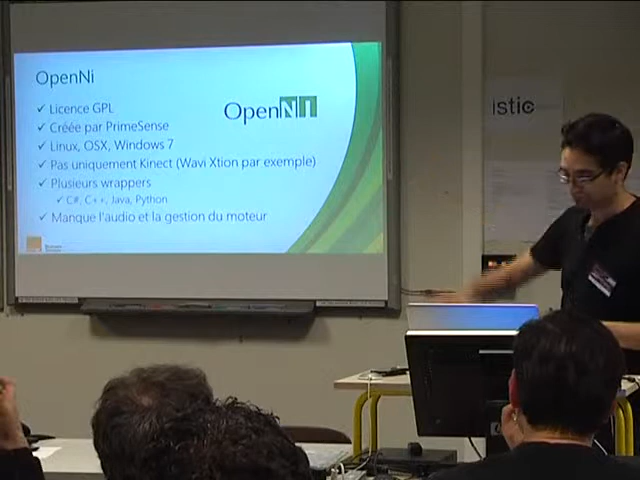 OpenNi
OpenNI
✓ Licence GPL
✓ Créée par PrimeSense
✓ Linux, OSX, Windows 7
✓ Pas uniquement Kinect (Wavi Xtion par exemple)
✓ Plusieurs wrappers
✓ C#, C++, Java, Python
✓ Manque l'audio et la gestion du moteur
istic